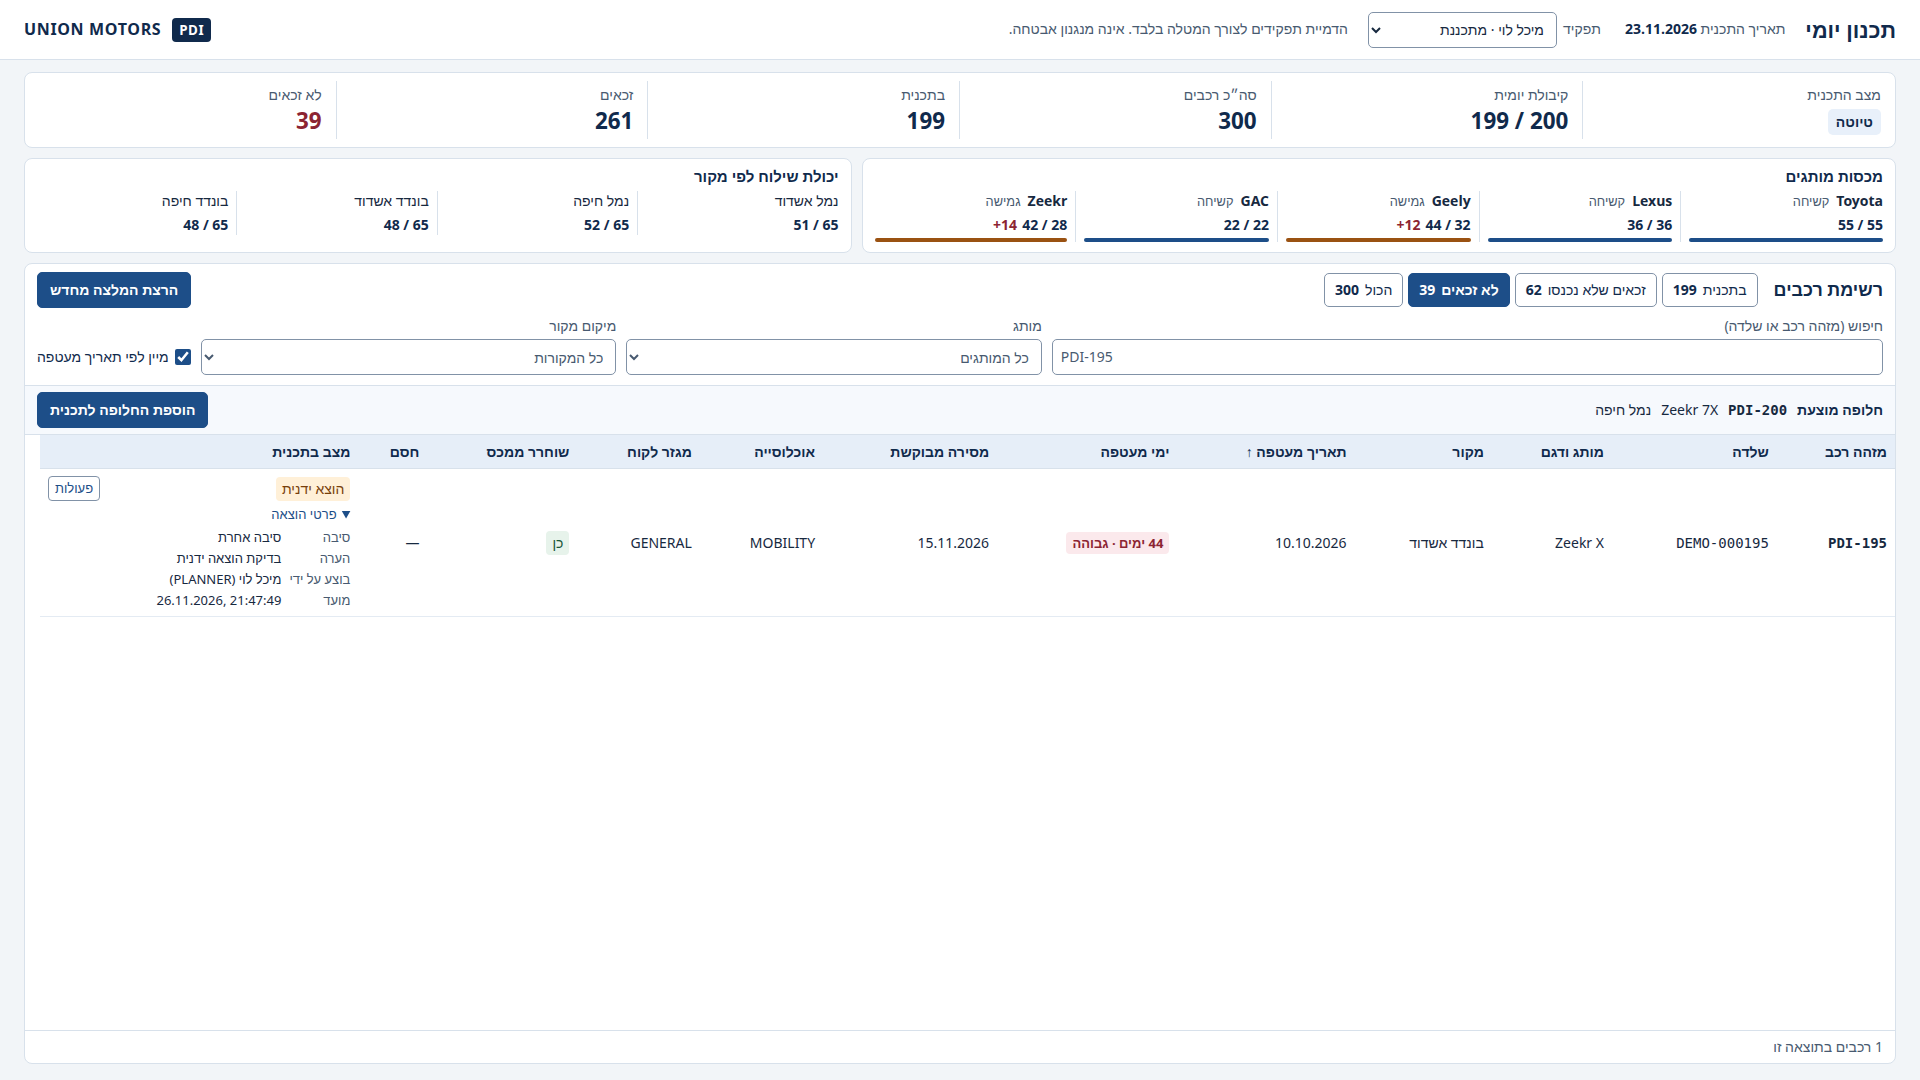 תכנון יומי
תאריך התכנית 23.11.2026
תפקיד
מיכל לוי · מתכננת
הדמיית תפקידים לצורך המטלה בלבד. אינה מנגנון אבטחה.
PDI UNION MOTORS
מצב התכנית
טיוטה
קיבולת יומית
199 / 200
סה״כ רכבים
300
בתכנית
199
זכאים
261
לא זכאים
39
מכסות מותגים
Toyota קשיחה
55 / 55
Lexus קשיחה
36 / 36
Geely גמישה
44 / 32 +12
GAC קשיחה
22 / 22
Zeekr גמישה
42 / 28 +14
יכולת שילוח לפי מקור
נמל אשדוד
51 / 65
נמל חיפה
52 / 65
בונדד אשדוד
48 / 65
בונדד חיפה
48 / 65
רשימת רכבים
בתכנית 199
זכאים שלא נכנסו 62
לא זכאים 39
הכול 300
הרצת המלצה מחדש
חיפוש (מזהה רכב או שלדה)
PDI-195
מותג
כל המותגים
מיקום מקור
כל המקורות
מיין לפי תאריך מעטפה
חלופה מוצעת PDI-200 Zeekr 7X נמל חיפה
הוספת החלופה לתכנית
מזהה רכב שלדה מותג ודגם מקור תאריך מעטפה ↑ ימי מעטפה מסירה מבוקשת אוכלוסייה מגזר לקוח שוחרר ממכס חסם מצב בתכנית
PDI-195 DEMO-000195 Zeekr X בונדד אשדוד 10.10.2026 44 ימים · גבוהה 15.11.2026 MOBILITY GENERAL כן — הוצא ידנית
פעולות
▼ פרטי הוצאה
סיבה סיבה אחרת
הערה בדיקת הוצאה ידנית
בוצע על ידי מיכל לוי (PLANNER)
מועד 26.11.2026, 21:47:49
1 רכבים בתוצאה זו